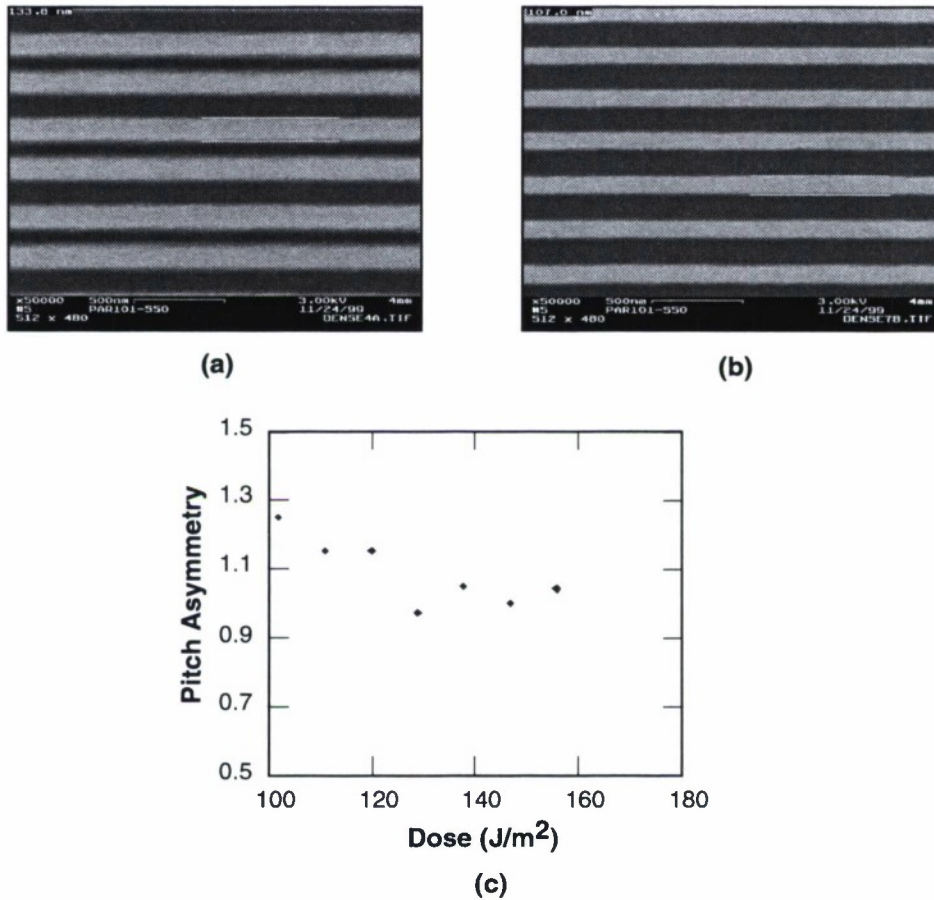 133.8 nm
x50000 500nm 3.00kV 4mm
#5 PAR101-550 11/24/99
512 x 480 DENSE4A.TIF
(a)
107.0 nm
x50000 500nm 3.00kV 4mm
#5 PAR101-550 11/24/99
512 x 480 DENSE7B.TIF
(b)
1.5
1.3
1.1
0.9
0.7
0.5
Pitch Asymmetry
100 120 140 160 180
Dose (J/m²)
(c)